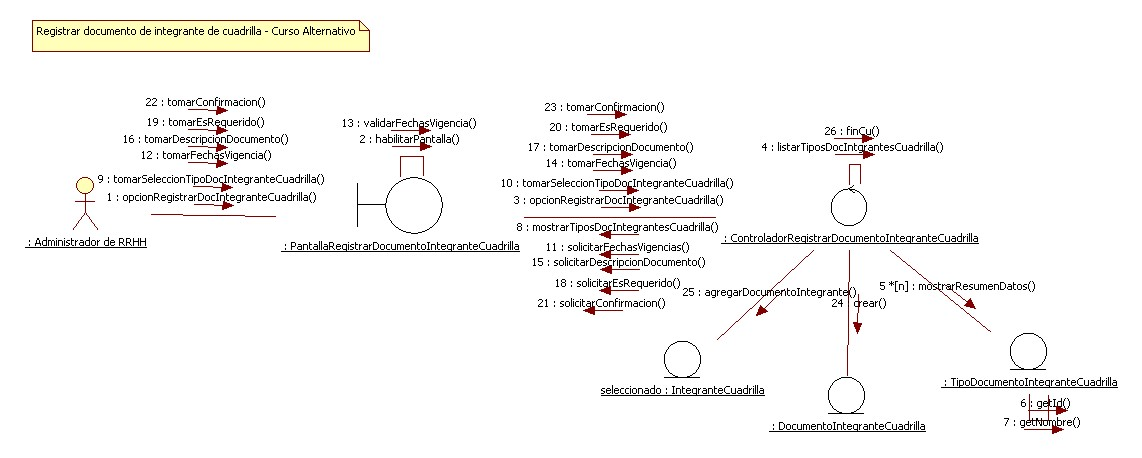 Registrar documento de integrante de cuadrilla - Curso Alternativo
22 : tomarConfirmacion()
19 : tomarEsRequerido()
16 : tomarDescripcionDocumento()
12 : tomarFechasVigencia()
9 : tomarSeleccionTipoDocIntegranteCuadrilla()
1 : opcionRegistrarDocIntegranteCuadrilla()
: Administrador de RRHH
13 : validarFechasVigencia()
2 : habilitarPantalla()
: PantallaRegistrarDocumentoIntegranteCuadrilla
23 : tomarConfirmacion()
20 : tomarEsRequerido()
17 : tomarDescripcionDocumento()
14 : tomarFechasVigencia()
10 : tomarSeleccionTipoDocIntegranteCuadrilla()
3 : opcionRegistrarDocIntegranteCuadrilla()
8 : mostrarTiposDocIntegrantesCuadrilla()
11 : solicitarFechasVigencias()
15 : solicitarDescripcionDocumento()
18 : solicitarEsRequerido()
21 : solicitarConfirmacion()
26 : finCu()
4 : listarTiposDocIntgrantesCuadrilla()
: ControladorRegistrarDocumentoIntegranteCuadrilla
25 : agregarDocumentoIntegrante()
24 : crear()
5 *[n] : mostrarResumenDatos()
seleccionado : IntegranteCuadrilla
: DocumentoIntegranteCuadrilla
: TipoDocumentoIntegranteCuadrilla
6 : getId()
7 : getNombre()